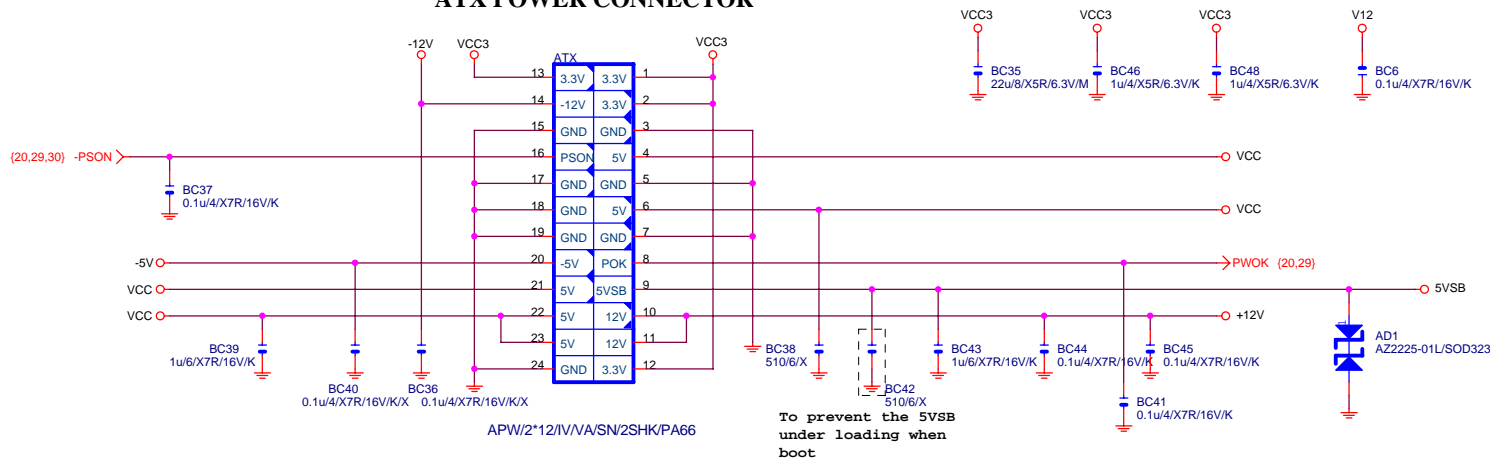 ATX POWER CONNECTOR
-12V
VCC3
VCC3
VCC3
VCC3
VCC3
V12
ATX
BC35
22u/8/X5R/6.3V/M
BC46
1u/4/X5R/6.3V/K
BC48
1u/4/X5R/6.3V/K
BC6
0.1u/4/X7R/16V/K
13 3.3V 3.3V 1
14 -12V 3.3V 2
15 GND GND 3
{20,29,30} -PSON 16 PSON 5V 4 VCC
17 GND GND 5
18 GND 5V 6 VCC
19 GND GND 7
-5V 20 -5V POK 8 PWOK {20,29}
VCC 21 5V 5VSB 9 5VSB
VCC 22 5V 12V 10 +12V
23 5V 12V 11
24 GND 3.3V 12
BC37
0.1u/4/X7R/16V/K
BC39
1u/6/X7R/16V/K
BC40
0.1u/4/X7R/16V/K/X
BC36
0.1u/4/X7R/16V/K/X
BC38
510/6/X
BC42
510/6/X
BC43
1u/6/X7R/16V/K
BC44
0.1u/4/X7R/16V/K
BC45
0.1u/4/X7R/16V/K
1
AD1
AZ2225-01L/SOD323
BC41
0.1u/4/X7R/16V/K
APW/2*12/IV/VA/SN/2SHK/PA66
To prevent the 5VSB
under loading when
boot